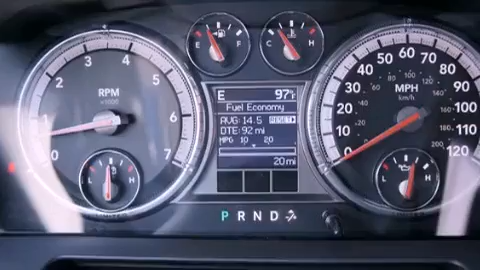 1 2 3 4 5 6 7
RPM
x1000
E F
C H
L H
E 97°F
Fuel Economy
AVG:14.5 RESET▶
DTE:92 mi
MPG 10 20
20 mi
P R N D
0 10 20 30 40 50 60 70 80 90 100 110 120
MPH
km/h
C H